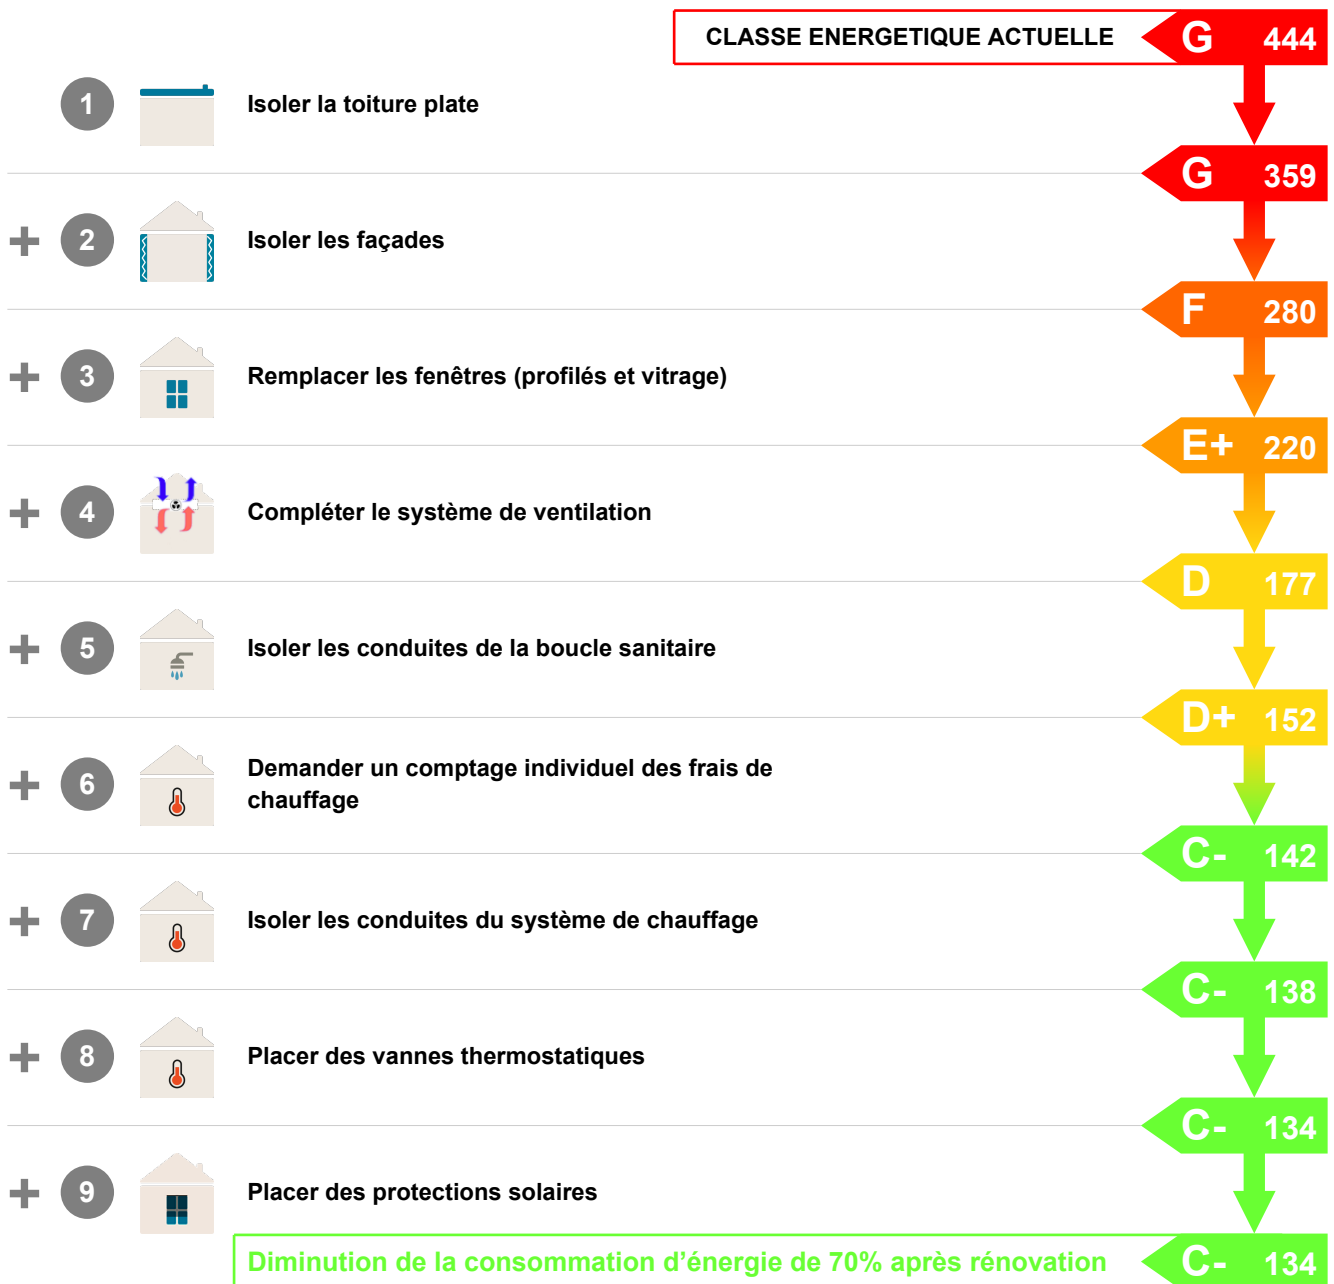 CLASSE ENERGETIQUE ACTUELLE G 444
1 Isoler la toiture plate
G 359
+ 2 Isoler les façades
F 280
+ 3 Remplacer les fenêtres (profilés et vitrage)
E+ 220
+ 4 Compléter le système de ventilation
D 177
+ 5 Isoler les conduites de la boucle sanitaire
D+ 152
+ 6 Demander un comptage individuel des frais de
chauffage
C- 142
+ 7 Isoler les conduites du système de chauffage
C- 138
+ 8 Placer des vannes thermostatiques
C- 134
+ 9 Placer des protections solaires
Diminution de la consommation d’énergie de 70% après rénovation C- 134